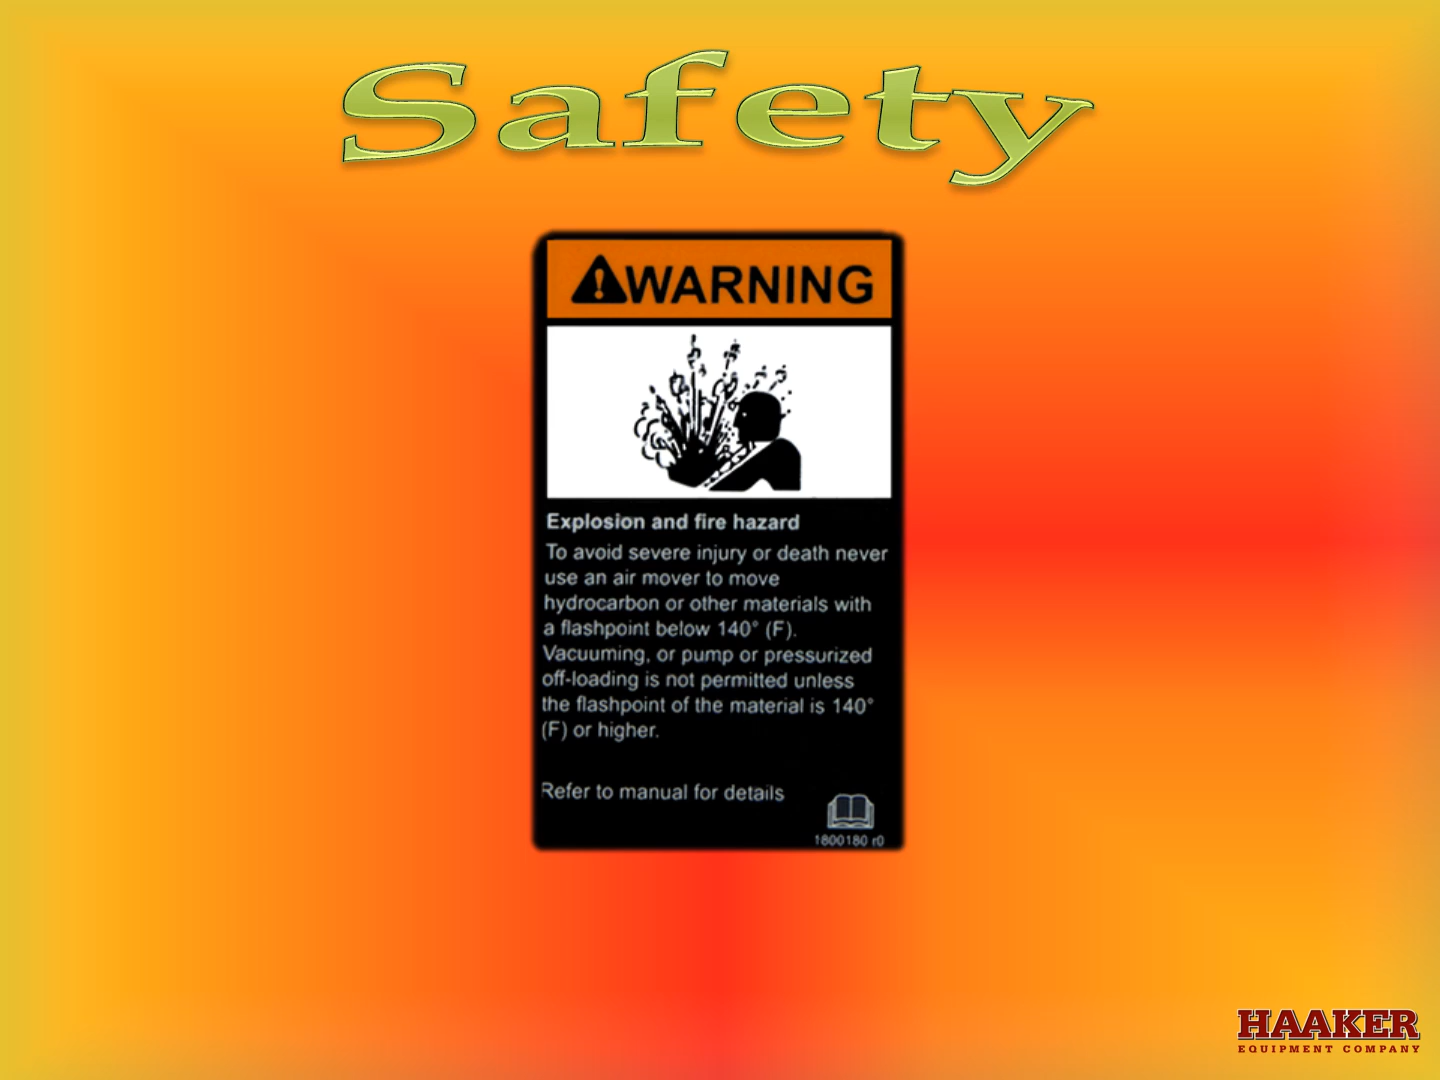 Safety
WARNING
Explosion and fire hazard
To avoid severe injury or death never
use an air mover to move
hydrocarbon or other materials with
a flashpoint below 140° (F).
Vacuuming, or pump or pressurized
off-loading is not permitted unless
the flashpoint of the material is 140°
(F) or higher.
Refer to manual for details
1800180 r0
HAAKER
EQUIPMENT COMPANY